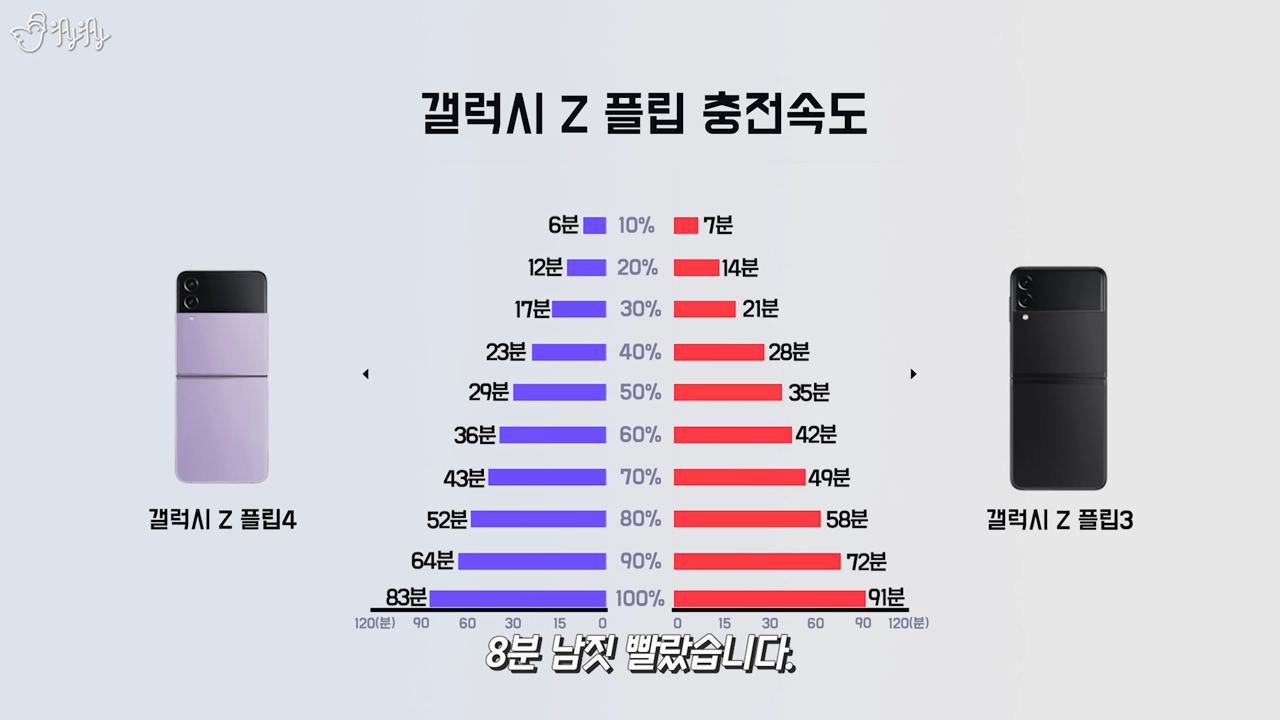 갤럭시 Z 플립 충전속도
6분 10% 7분
12분 20% 14분
17분 30% 21분
23분 40% 28분
29분 50% 35분
36분 60% 42분
43분 70% 49분
52분 80% 58분
64분 90% 72분
83분 100% 91분
120(분) 90 60 30 15 0 0 15 30 60 90 120(분)
갤럭시 Z 플립4
갤럭시 Z 플립3
8분 남짓 빨랐습니다.